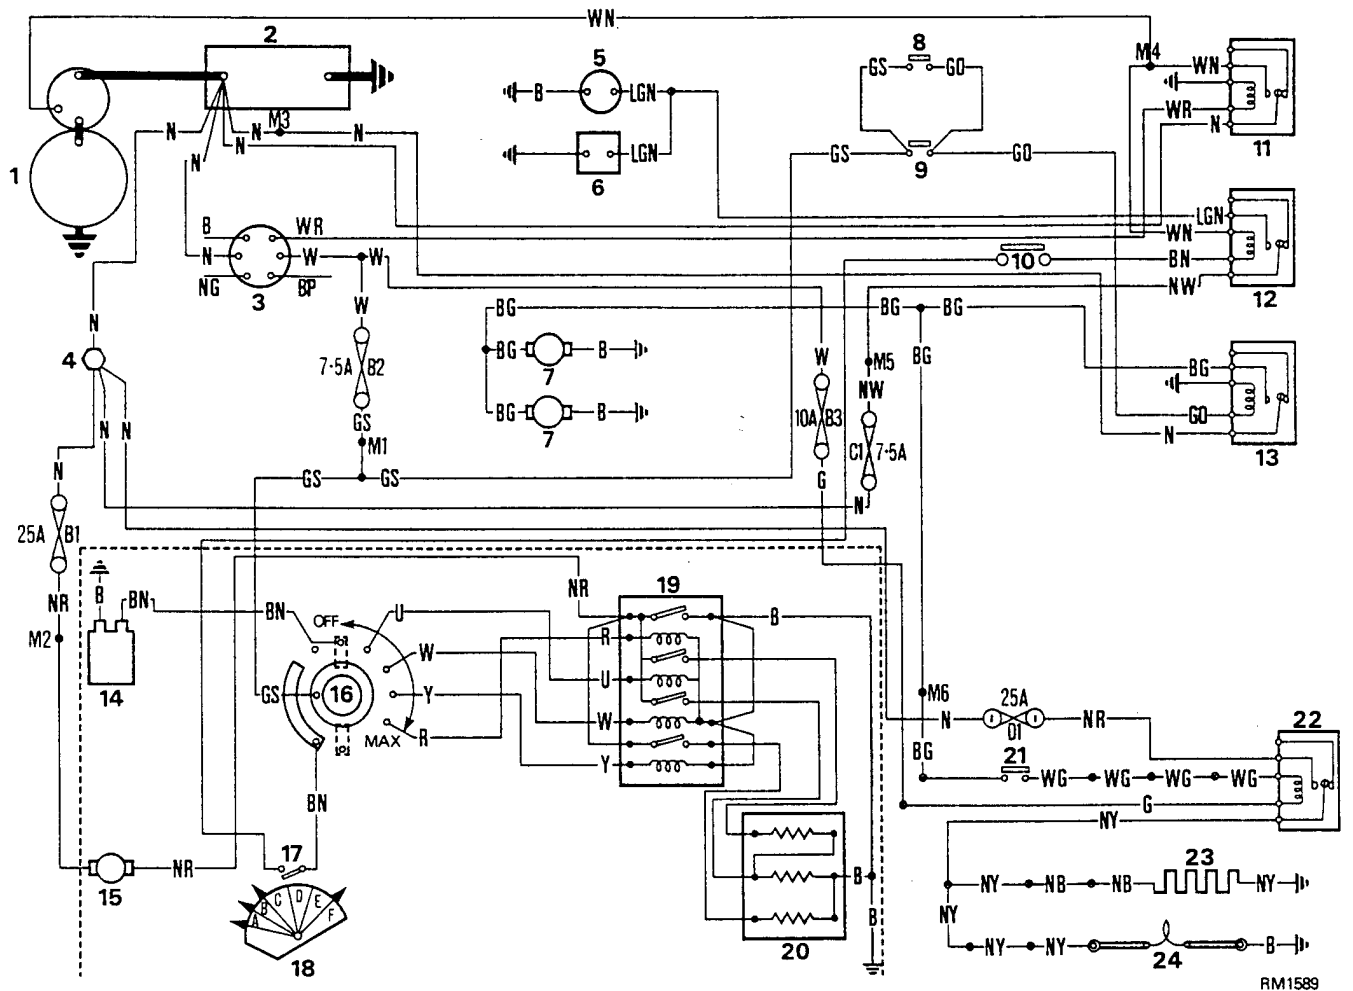 WN
2
5
8
M4
WN
GS
GO
B
LGN
WR
N
N
M3
N
N
N
N
1
LGN
6
GS
9
GO
11
B
WR
LGN
N
W
W
WN
10
BN
NG
3
BP
NW
12
W
BG
BG
BG
N
4
7·5A
B2
BG
B
7
W
M5
BG
BG
NW
GS
BG
B
7
10A
B3
GO
N
N
M1
C1
7·5A
N
13
N
GS
GS
G
N
25A
B1
NR
19
NR
B
BN
BN
OFF
U
B
R
M2
W
U
14
GS
16
Y
M6
25A
W
N
D1
NR
22
MAX
R
BG
21
Y
WG
WG
WG
WG
BN
G
NY
17
NR
15
B
23
NY
NB
NB
NY
A
B
C
D
E
F
B
NY
20
NY
NY
24
B
18
RM1589